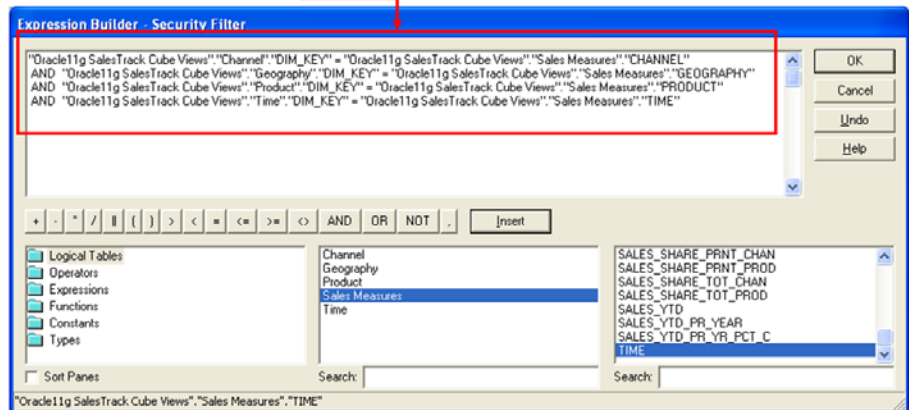 Expression Builder - Security Filter
"Oracle11g SalesTrack Cube Views"."Channel"."DIM_KEY" = "Oracle11g SalesTrack Cube Views"."Sales Measures"."CHANNEL"
AND "Oracle11g SalesTrack Cube Views"."Geography"."DIM_KEY" = "Oracle11g SalesTrack Cube Views"."Sales Measures"."GEOGRAPHY"
AND "Oracle11g SalesTrack Cube Views"."Product"."DIM_KEY" = "Oracle11g SalesTrack Cube Views"."Sales Measures"."PRODUCT"
AND "Oracle11g SalesTrack Cube Views"."Time"."DIM_KEY" = "Oracle11g SalesTrack Cube Views"."Sales Measures"."TIME"
OK
Cancel
Undo
Help
+ - * / || ( ) > < = <= >= <> AND OR NOT , Insert
Logical Tables
Operators
Expressions
Functions
Constants
Types
Channel
Geography
Product
Sales Measures
Time
SALES_SHARE_PRNT_CHAN
SALES_SHARE_PRNT_PROD
SALES_SHARE_TOT_CHAN
SALES_SHARE_TOT_PROD
SALES_YTD
SALES_YTD_PR_YEAR
SALES_YTD_PR_YR_PCT_C
TIME
Sort Panes
Search:
Search:
"Oracle11g SalesTrack Cube Views"."Sales Measures"."TIME"